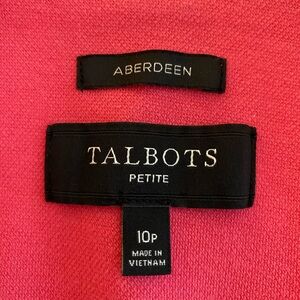 ABERDEEN
TALBOTS
PETITE
10P
MADE IN
VIETNAM